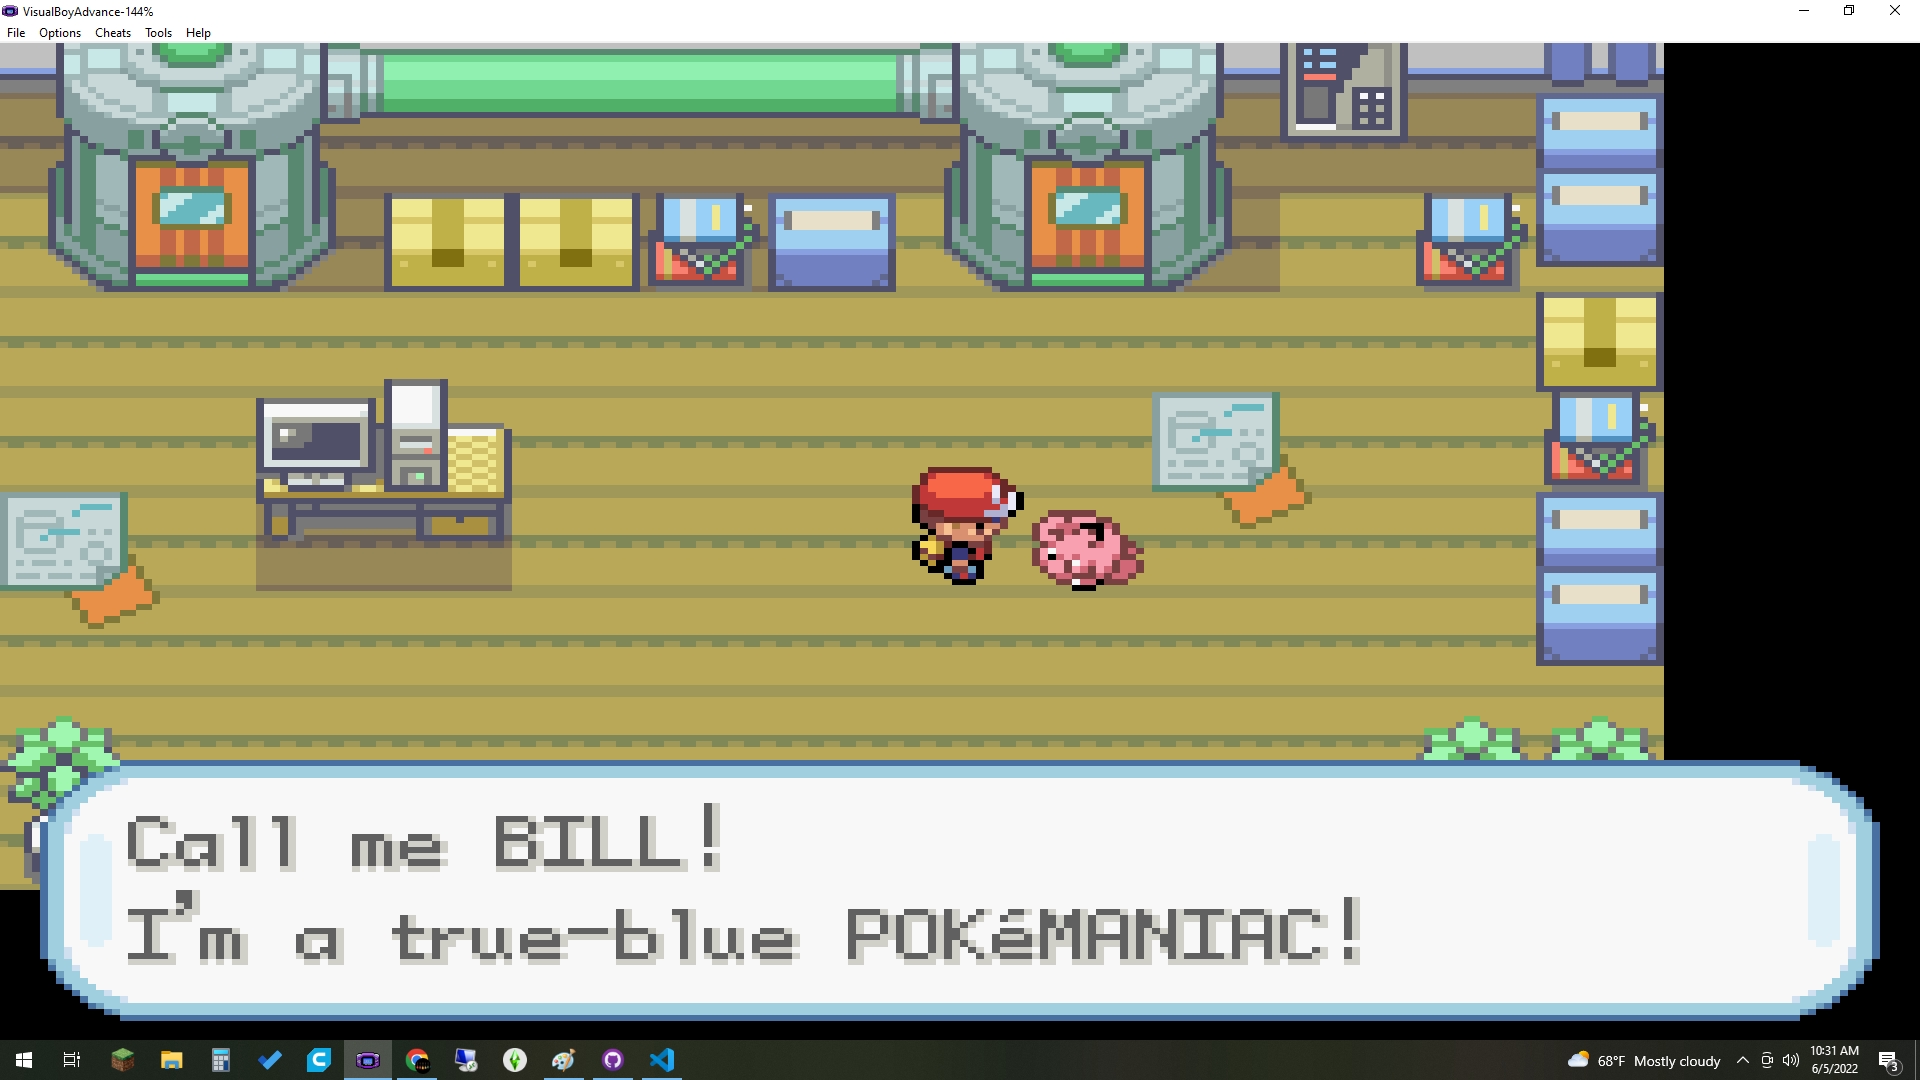 VisualBoyAdvance-144%
File Options Cheats Tools Help
Call me BILL!
I'm a true-blue POKéMANIAC!
68°F Mostly cloudy
10:31 AM
6/5/2022
3